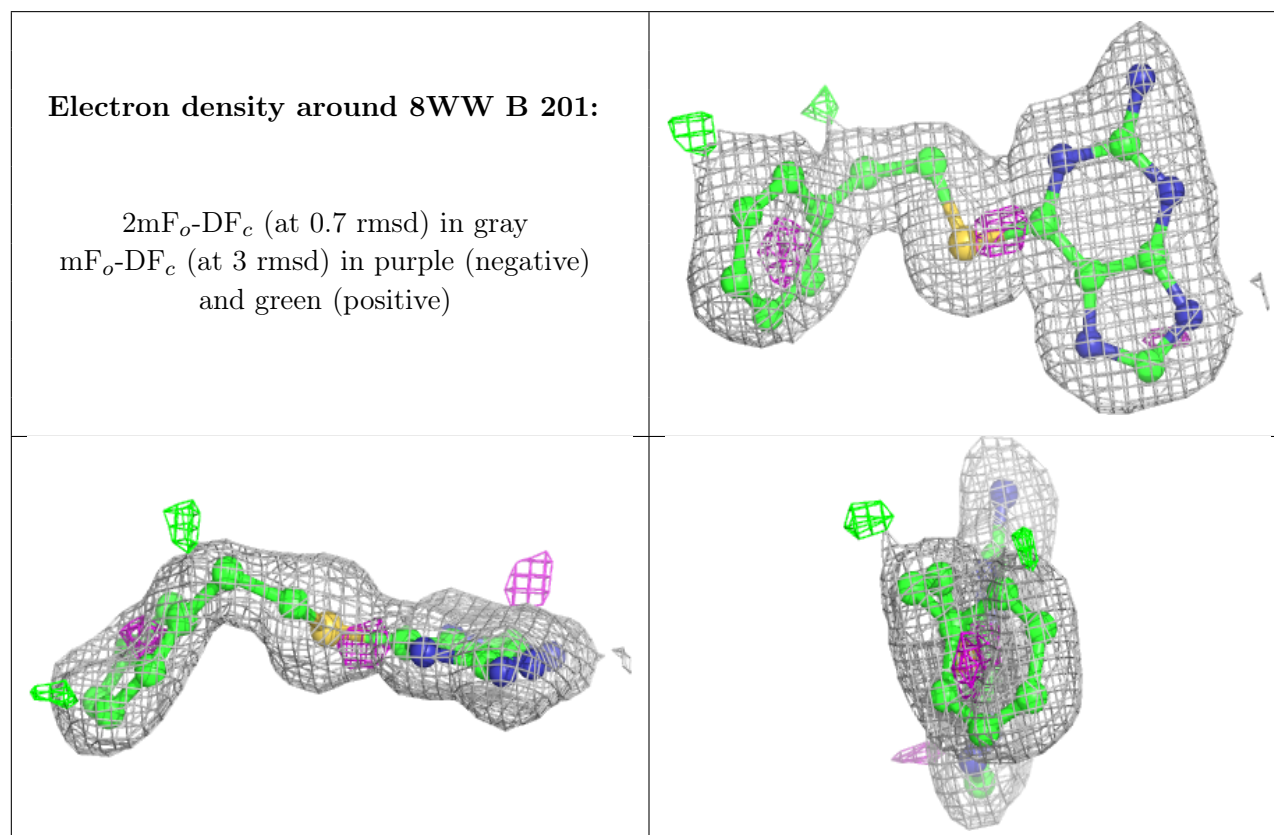 Electron density around 8WW B 201:
2mFo-DFc (at 0.7 rmsd) in gray
mFo-DFc (at 3 rmsd) in purple (negative)
and green (positive)